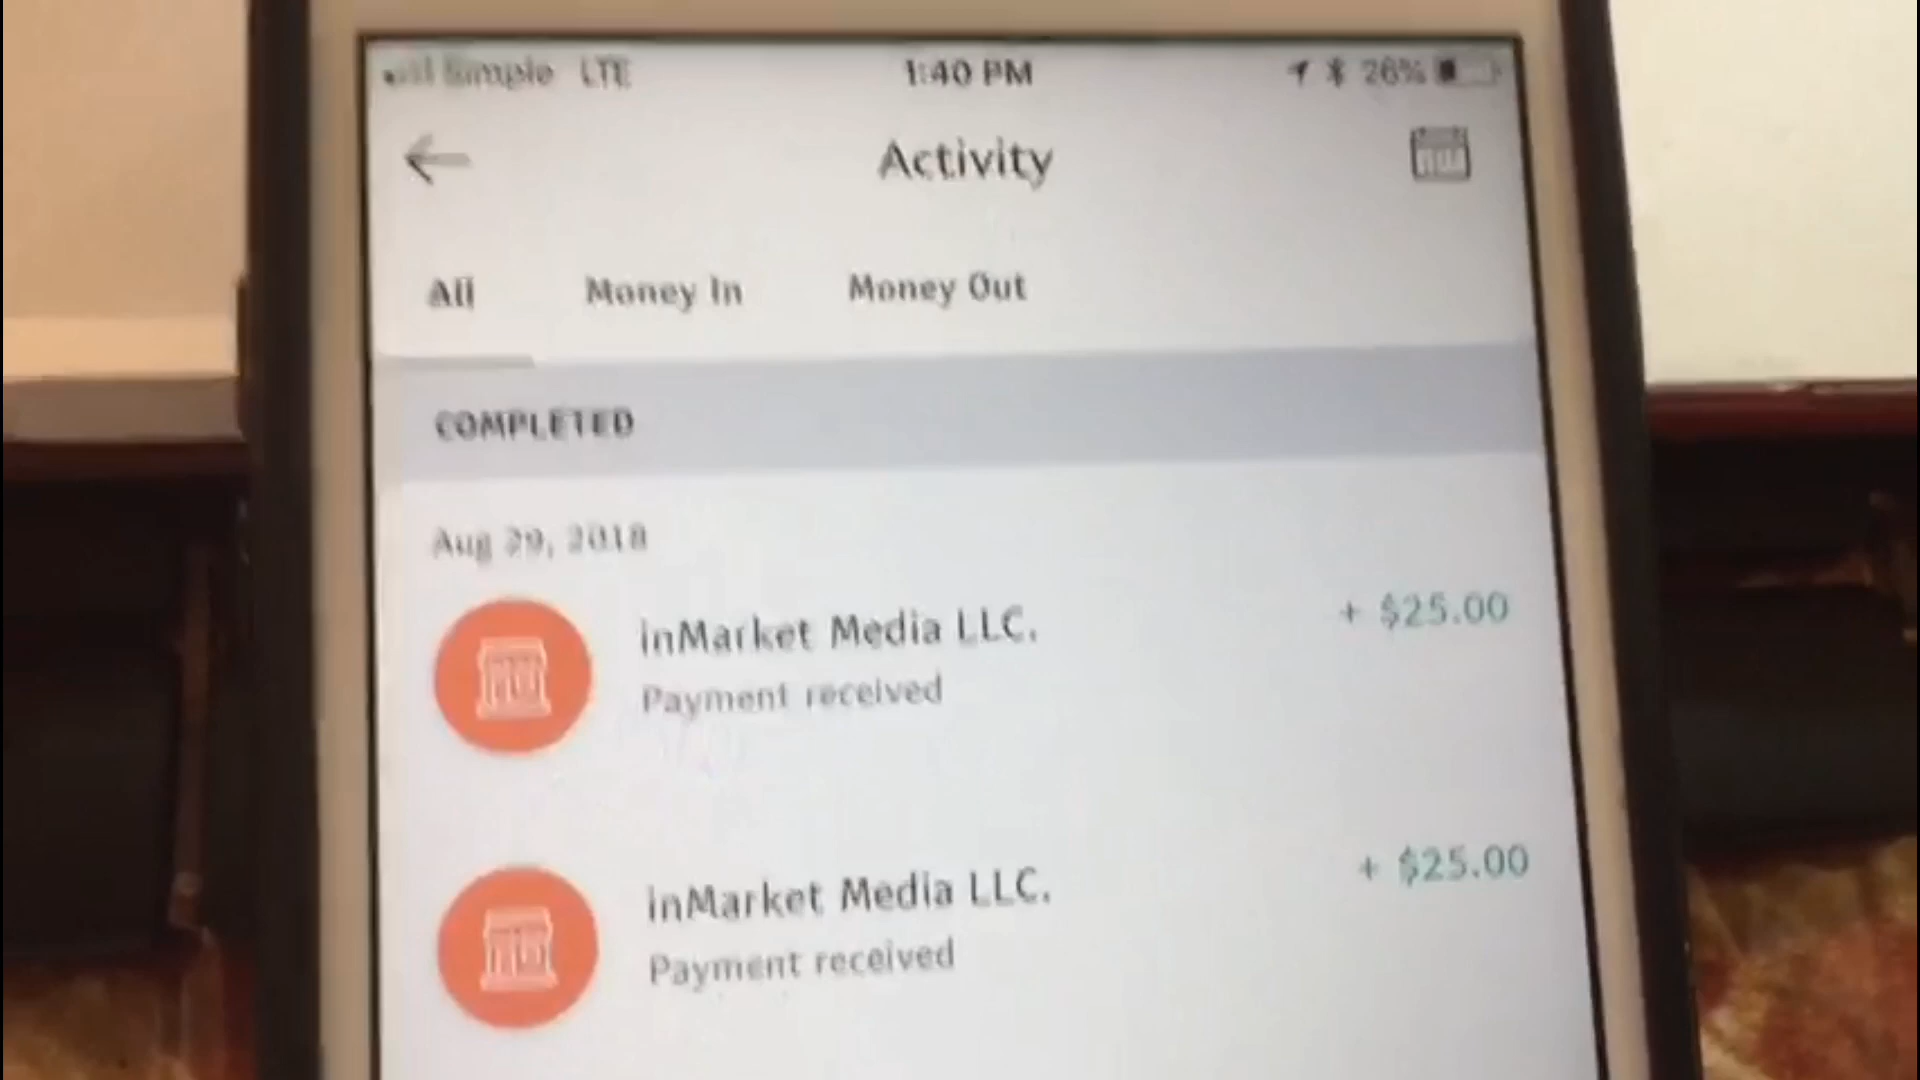 Simple LTE 1:40 PM 26%
Activity
All Money In Money Out
COMPLETED
Aug 29, 2018
inMarket Media LLC. + $25.00
Payment received
inMarket Media LLC. + $25.00
Payment received